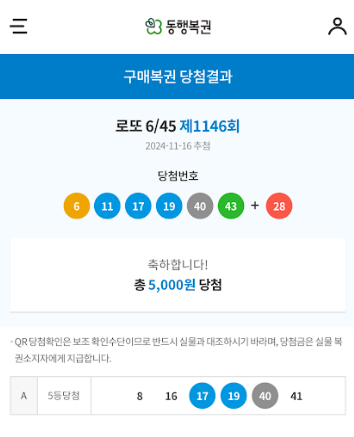 동행복권
구매복권 당첨결과
로또 6/45 제1146회
2024-11-16 추첨
당첨번호
6 11 17 19 40 43 + 28
축하합니다!
총 5,000원 당첨
- QR 당첨확인은 보조 확인수단이므로 반드시 실물과 대조하시기 바라며, 당첨금은 실물 복
권소지자에게 지급합니다.
A 5등당첨 8 16 17 19 40 41